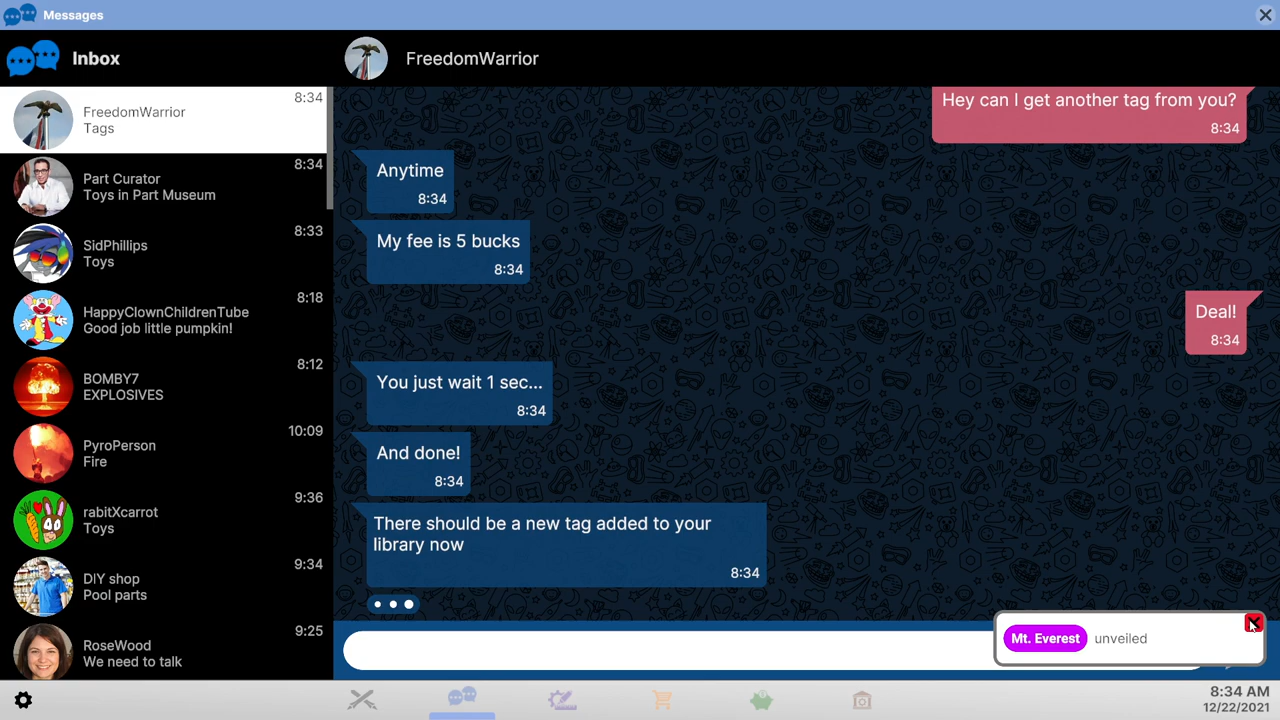 Messages
Inbox
FreedomWarrior
8:34
FreedomWarrior
Tags
8:34
Part Curator
Toys in Part Museum
8:33
SidPhillips
Toys
8:18
HappyClownChildrenTube
Good job little pumpkin!
8:12
BOMBY7
EXPLOSIVES
10:09
PyroPerson
Fire
9:36
rabitXcarrot
Toys
9:34
DIY shop
Pool parts
9:25
RoseWood
We need to talk
Hey can I get another tag from you?
8:34
Anytime
8:34
My fee is 5 bucks
8:34
Deal!
8:34
You just wait 1 sec...
8:34
And done!
8:34
There should be a new tag added to your
library now
8:34
Mt. Everest unveiled
8:34 AM
12/22/2021